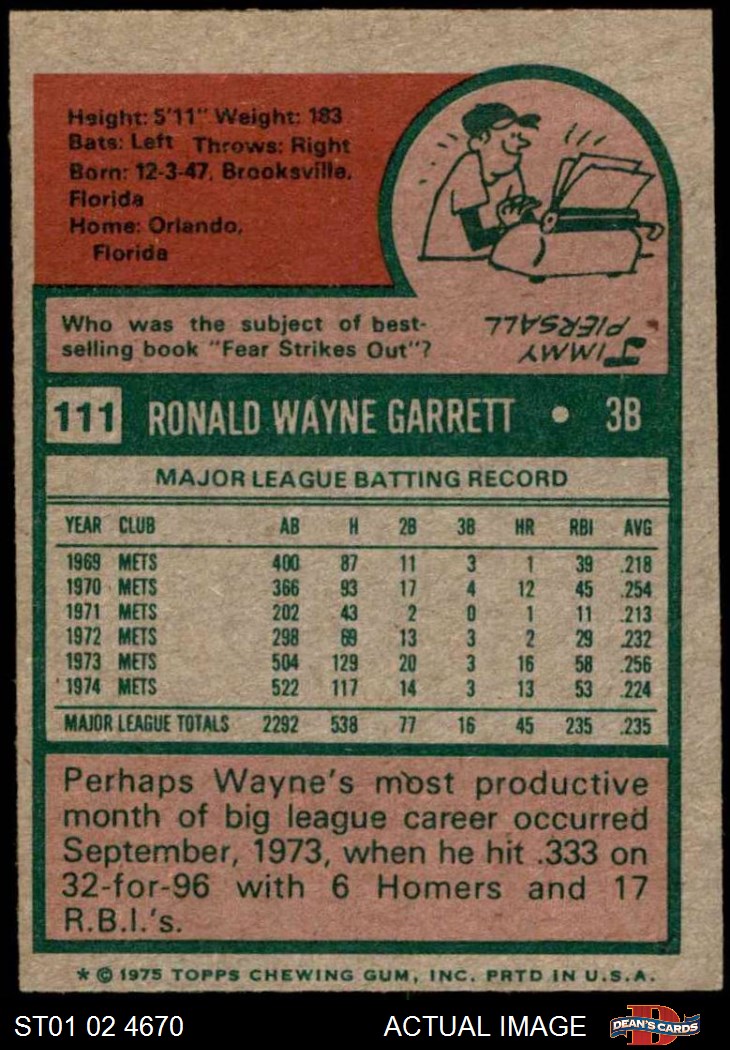 Height: 5'11" Weight: 183
Bats: Left Throws: Right
Born: 12-3-47, Brooksville,
Florida
Home: Orlando,
Florida
Who was the subject of best-
selling book "Fear Strikes Out"?
JIMMY
PIERSALL
111 RONALD WAYNE GARRETT • 3B
MAJOR LEAGUE BATTING RECORD
YEAR CLUB AB H 2B 3B HR RBI AVG
1969 METS 400 87 11 3 1 39 .218
1970 METS 366 93 17 4 12 45 .254
1971 METS 202 43 2 0 1 11 .213
1972 METS 298 69 13 3 2 29 .232
1973 METS 504 129 20 3 16 58 .256
1974 METS 522 117 14 3 13 53 .224
MAJOR LEAGUE TOTALS 2292 538 77 16 45 235 .235
Perhaps Wayne's most productive
month of big league career occurred
September, 1973, when he hit .333 on
32-for-96 with 6 Homers and 17
R.B.I.'s.
* © 1975 TOPPS CHEWING GUM, INC. PRTD IN U.S.A.
ST01 02 4670 ACTUAL IMAGE DEAN'S CARDS